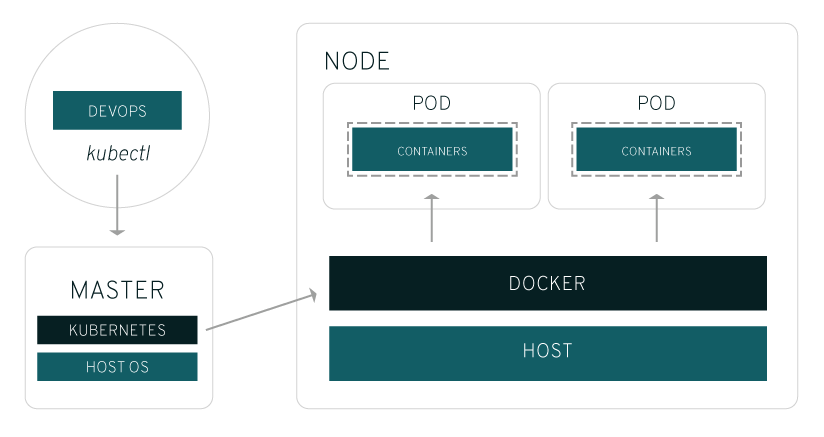 DEVOPS
kubectl
MASTER
KUBERNETES
HOST OS
NODE
POD
CONTAINERS
POD
CONTAINERS
DOCKER
HOST